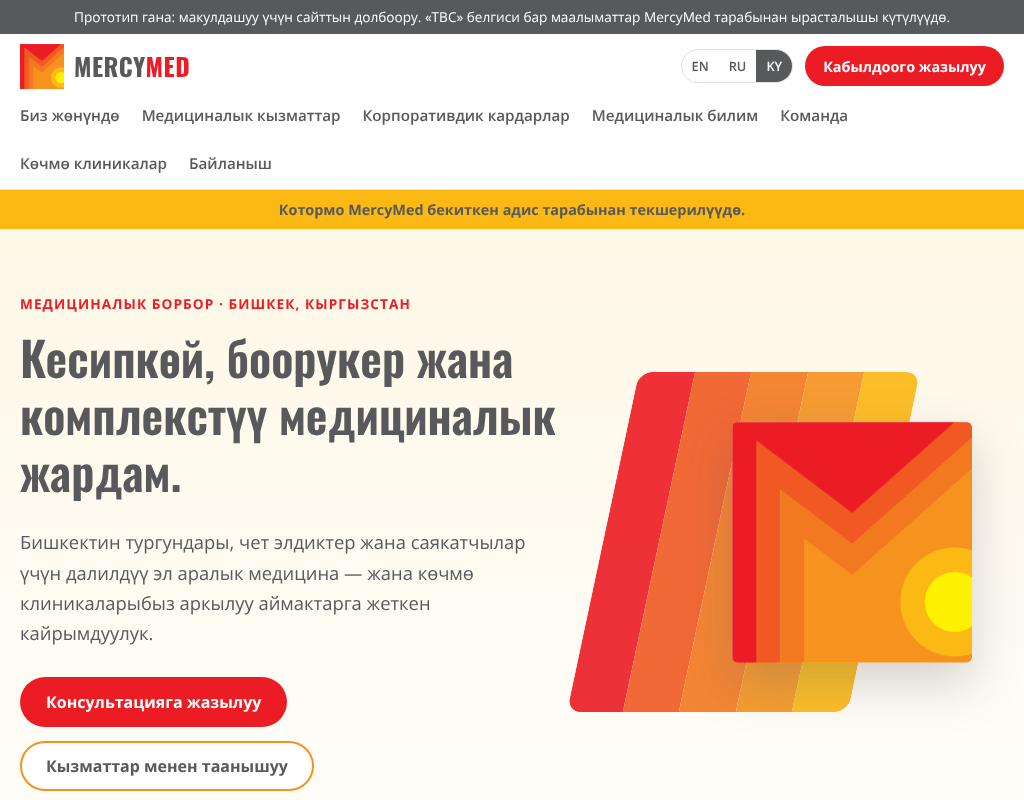 Прототип гана: макулдашуу үчүн сайттын долбоору. «TBC» белгиси бар маалыматтар MercyMed тарабынан ырасталышы күтүлүүдө.
MERCYMED
EN RU KY
Кабылдоого жазылуу
Биз жөнүндө Медициналык кызматтар Корпоративдик кардарлар Медициналык билим Команда
Көчмө клиникалар Байланыш
Котормо MercyMed бекиткен адис тарабынан текшерилүүдө.
МЕДИЦИНАЛЫК БОРБОР · БИШКЕК, КЫРГЫЗСТАН
Кесипкөй, боорукер жана
комплекстүү медициналык
жардам.
Бишкектин тургундары, чет элдиктер жана саякатчылар
үчүн далилдүү эл аралык медицина — жана көчмө
клиникаларыбыз аркылуу аймактарга жеткен
кайрымдуулук.
Консультацияга жазылуу
Кызматтар менен таанышуу